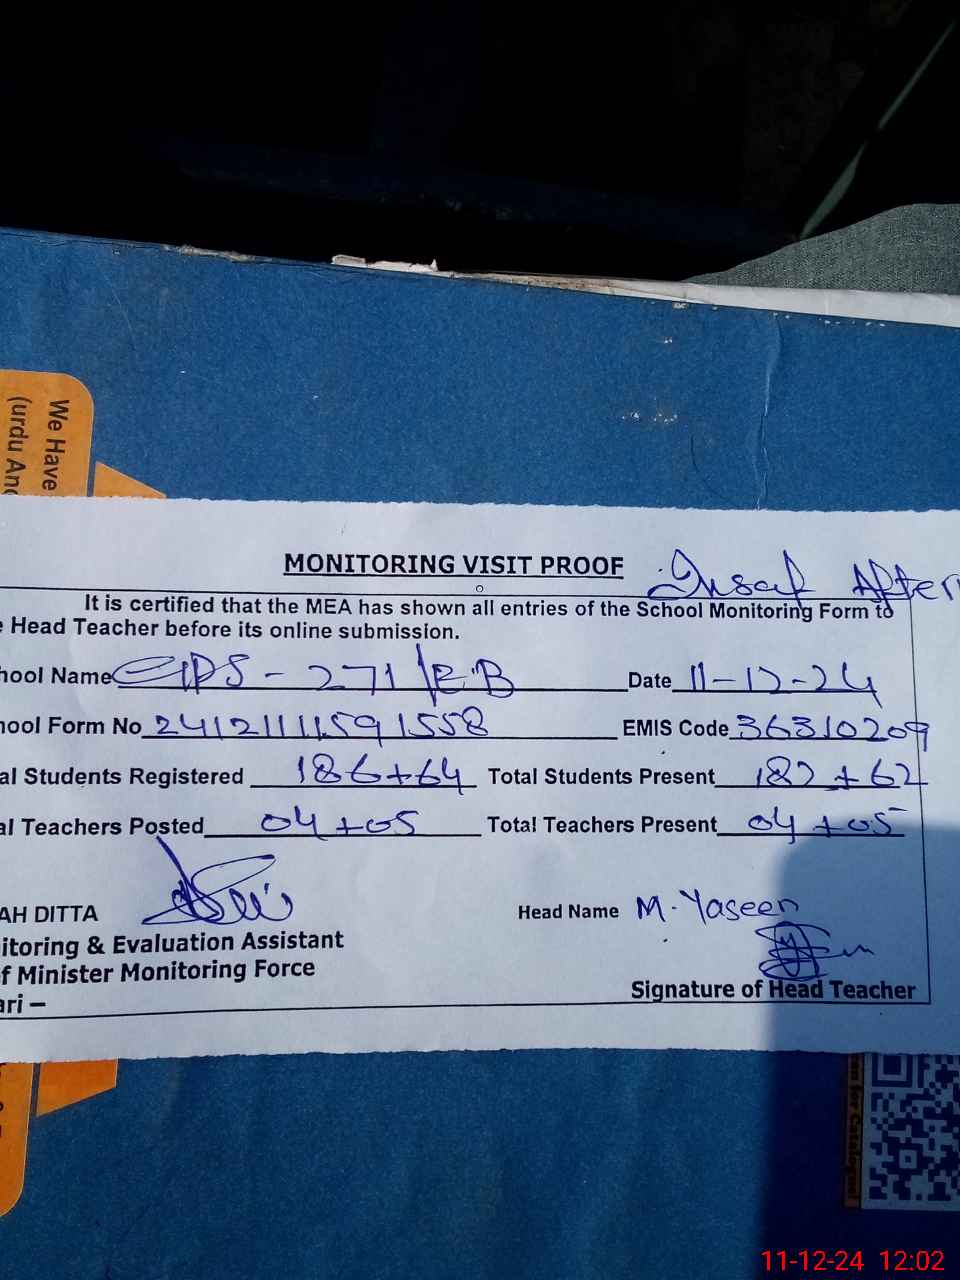 We Have
(urdu And
MONITORING VISIT PROOF Insaf After
It is certified that the MEA has shown all entries of the School Monitoring Form to
e Head Teacher before its online submission.
hool Name GPS - 271/EB Date 11-12-24
hool Form No 24121111591558 EMIS Code 36310209
al Students Registered 186+64 Total Students Present 182+62
al Teachers Posted 04+05 Total Teachers Present 04+05
AH DITTA Head Name M. Yaseen
itoring & Evaluation Assistant
f Minister Monitoring Force
Signature of Head Teacher
ari –
an for Catalogue
11-12-24 12:02